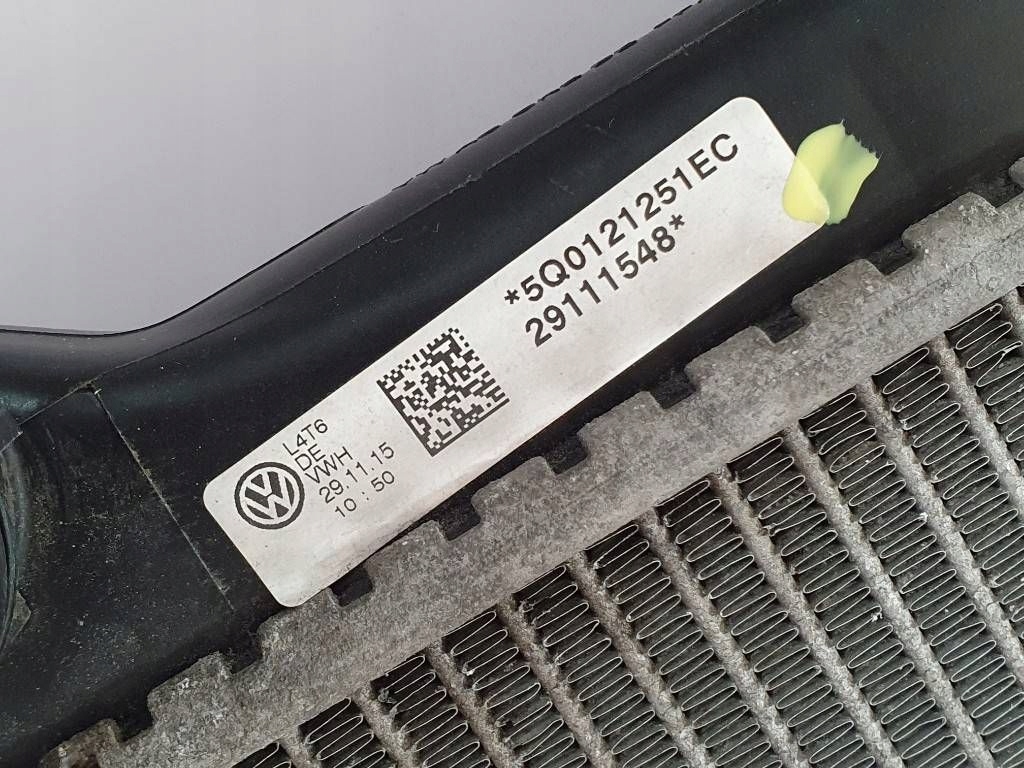 *5Q0121251EC
29111548*
L4T6
DE
VWH
29.11.15
10 : 50